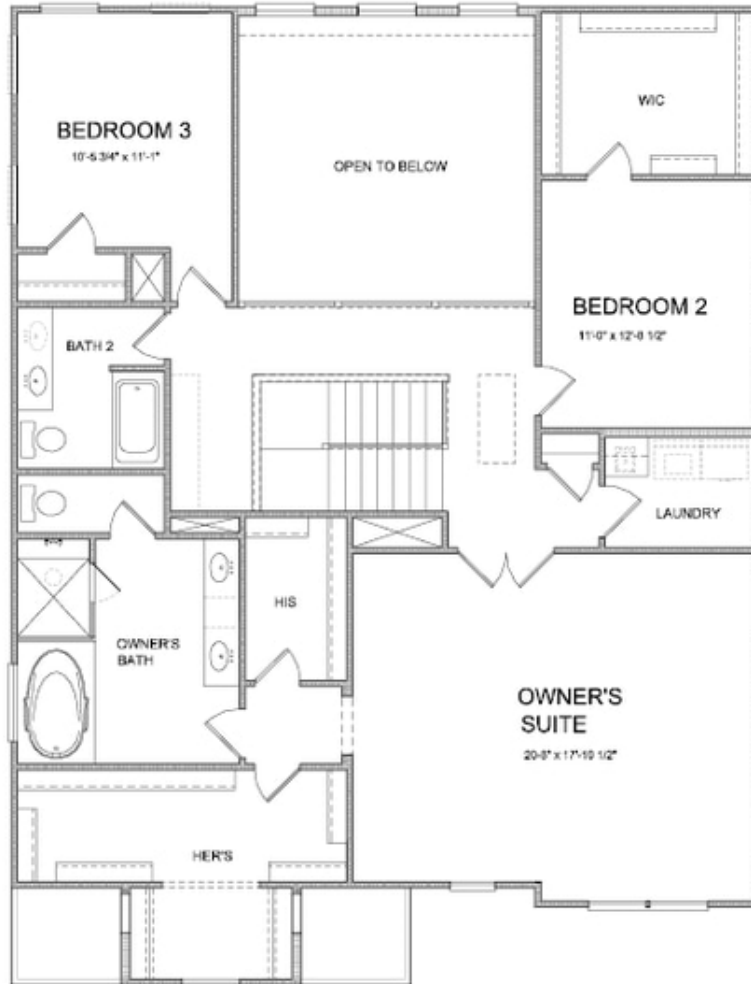 WIC
BEDROOM 3
10'-5 3/4" x 11'-1"
OPEN TO BELOW
BEDROOM 2
11'-0" x 12'-8 1/2"
BATH 2
LAUNDRY
HIS
OWNER'S
BATH
OWNER'S
SUITE
20'-8" x 17'-10 1/2"
HER'S